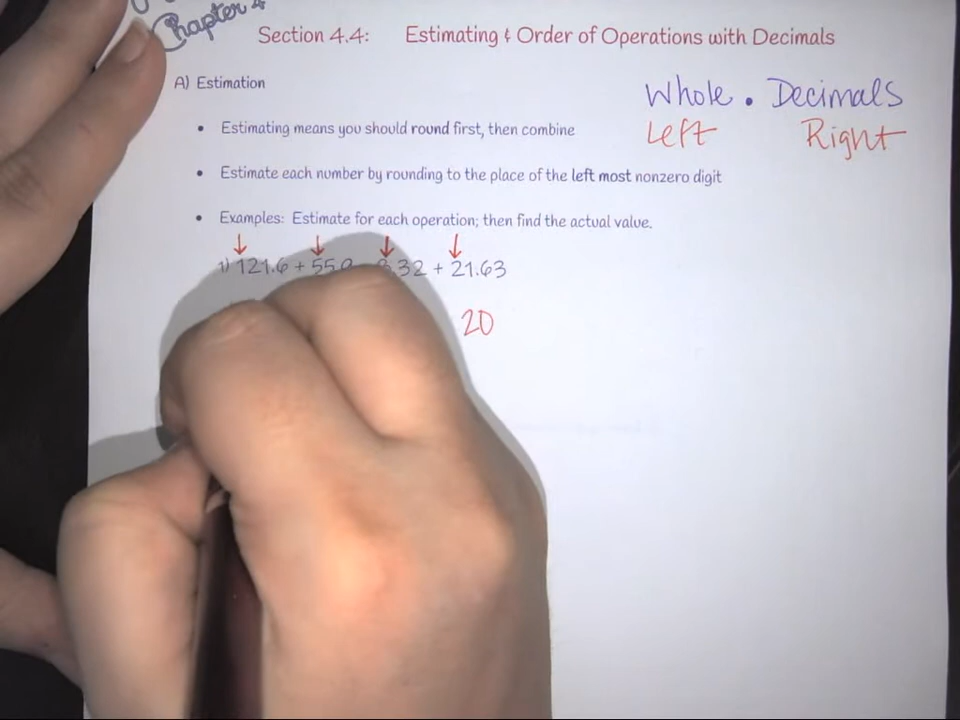 Chapter 4
Section 4.4: Estimating & Order of Operations with Decimals
A) Estimation
Whole . Decimals
Left Right
• Estimating means you should round first, then combine
• Estimate each number by rounding to the place of the left most nonzero digit
• Examples: Estimate for each operation; then find the actual value.
1) 121.6 + .32 + 21.63
20